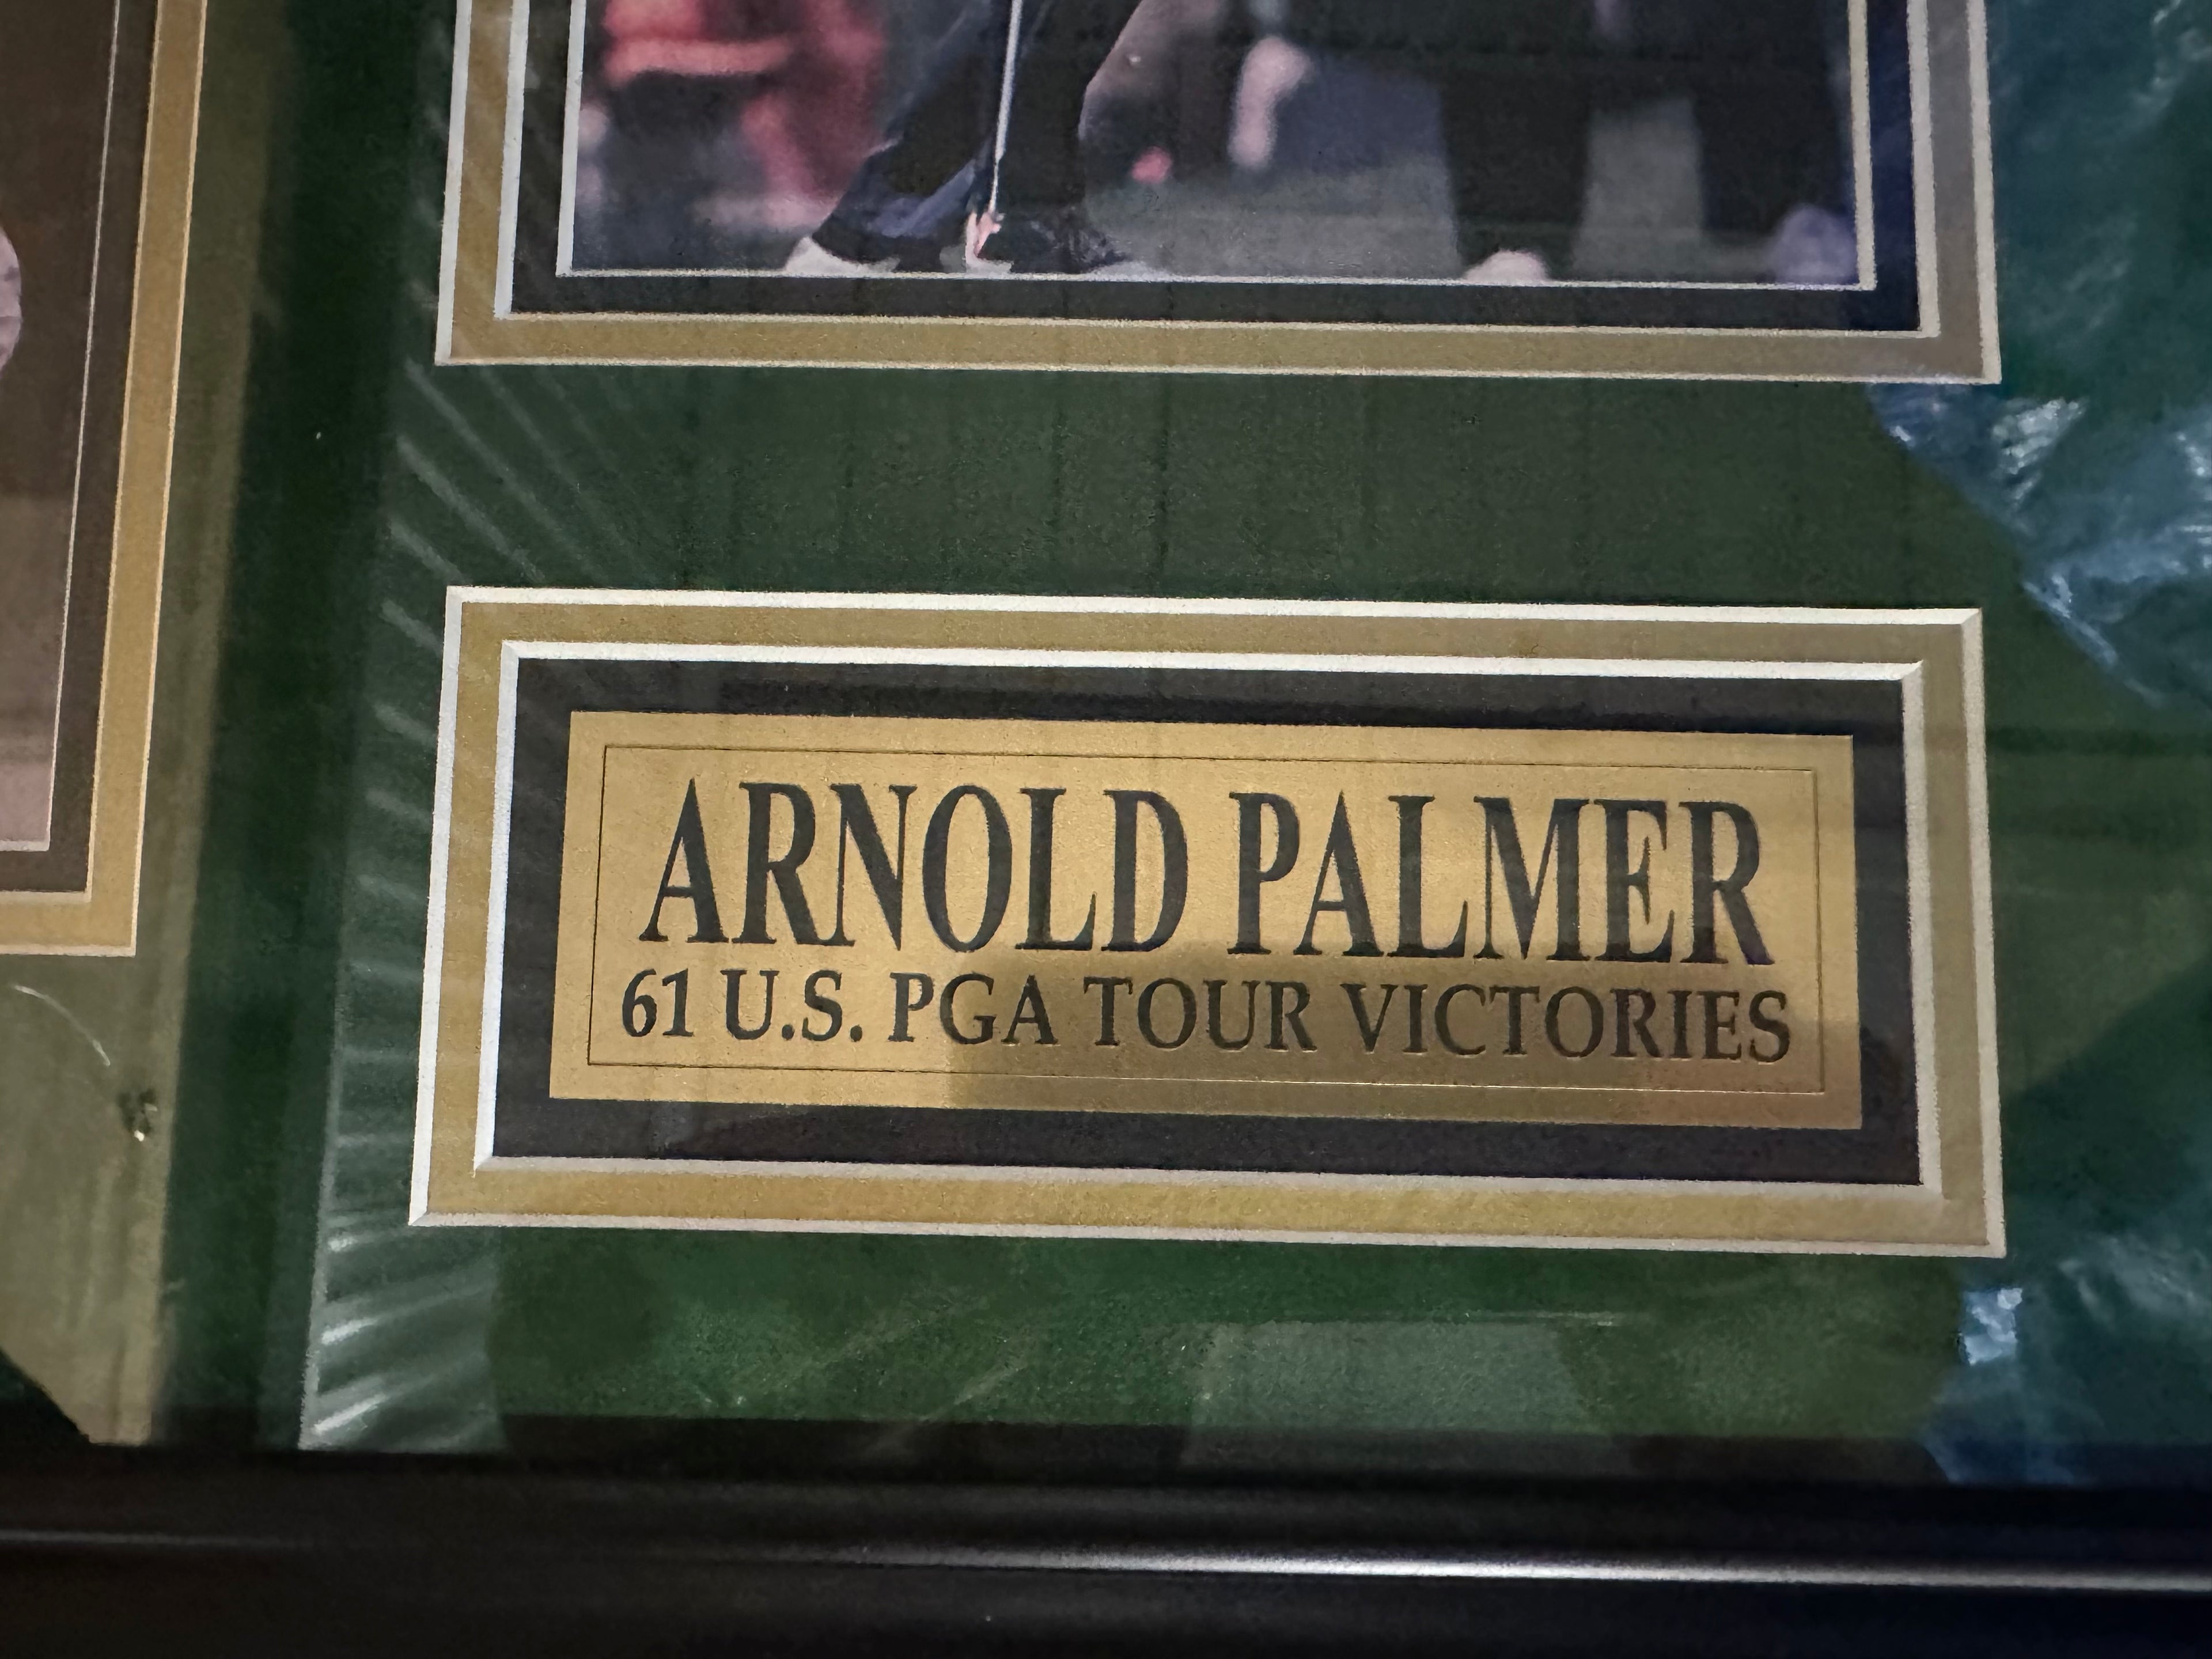 ARNOLD PALMER
61 U.S. PGA TOUR VICTORIES